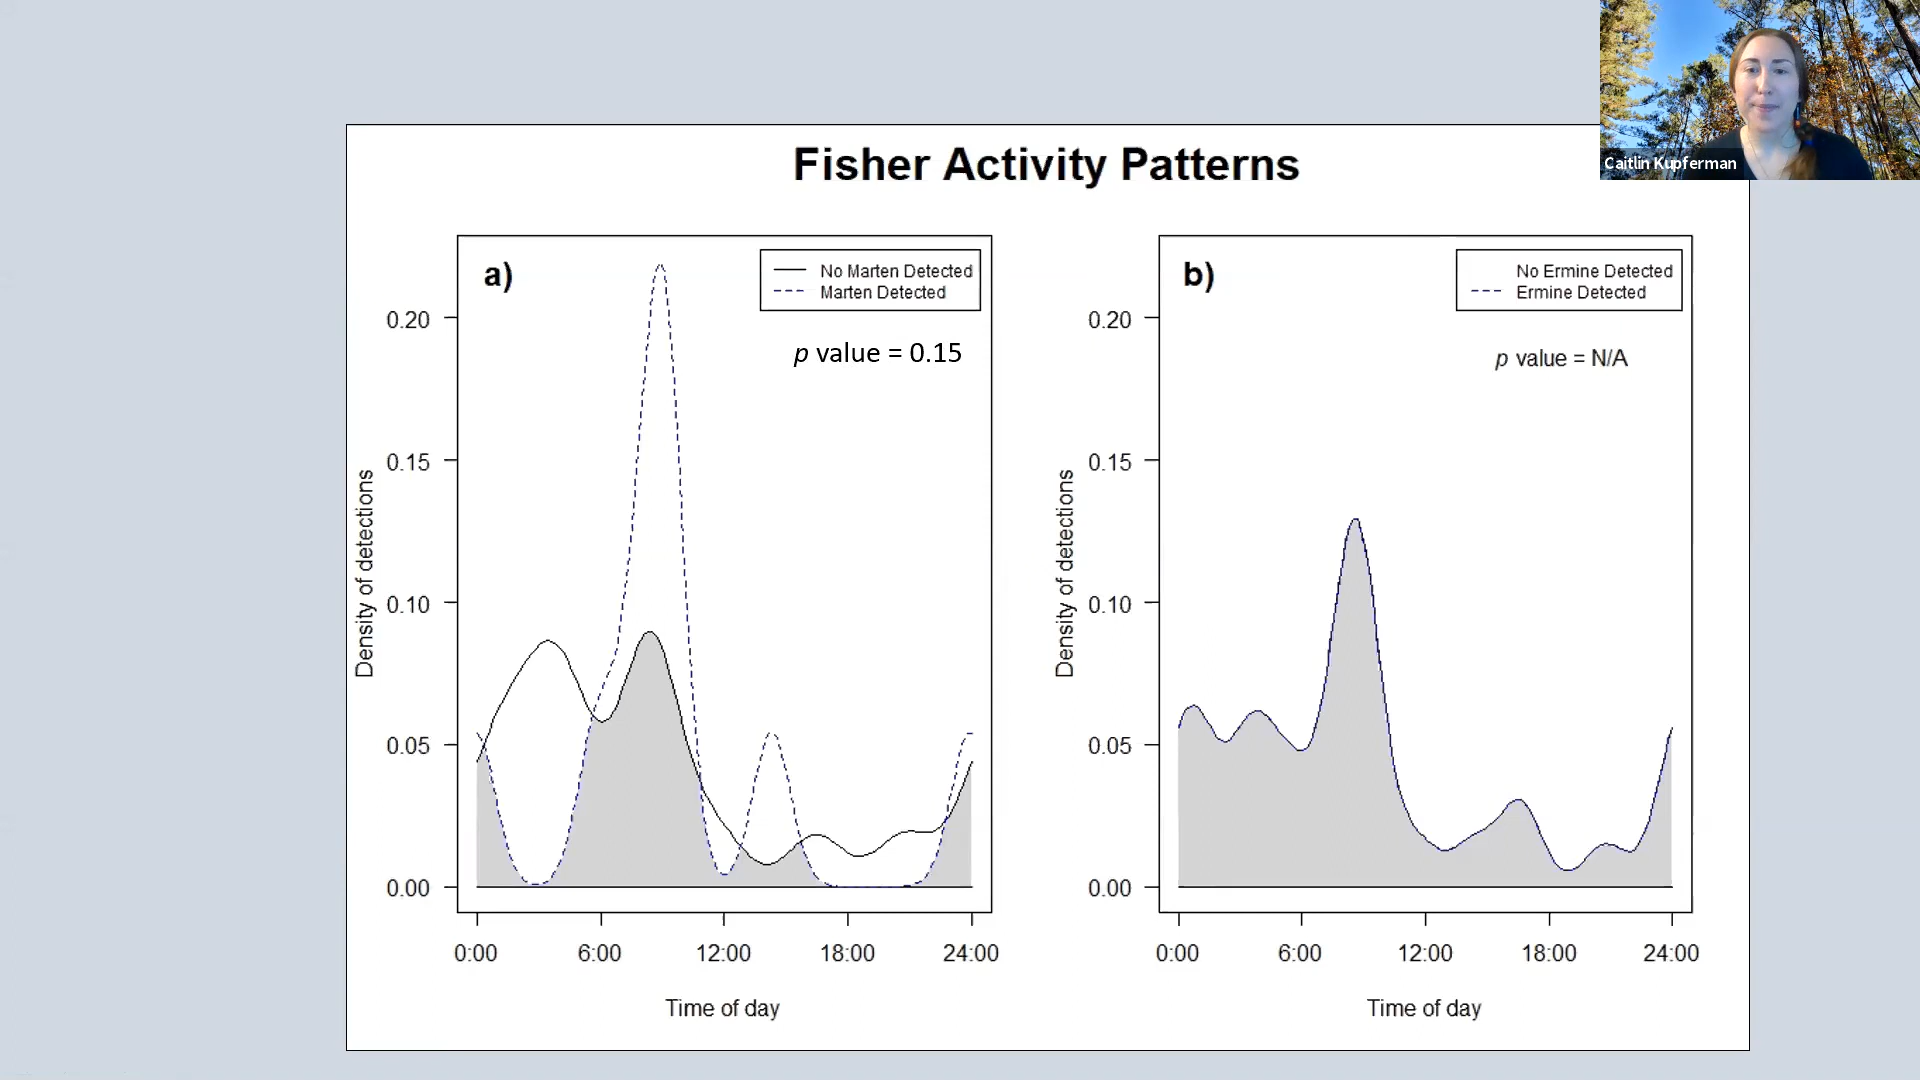 Caitlin Kupferman
Fisher Activity Patterns
a)
No Marten Detected
Marten Detected
p value = 0.15
Density of detections
0.20
0.15
0.10
0.05
0.00
0:00 6:00 12:00 18:00 24:00
Time of day
b)
No Ermine Detected
Ermine Detected
p value = N/A
Density of detections
0.20
0.15
0.10
0.05
0.00
0:00 6:00 12:00 18:00 24:00
Time of day